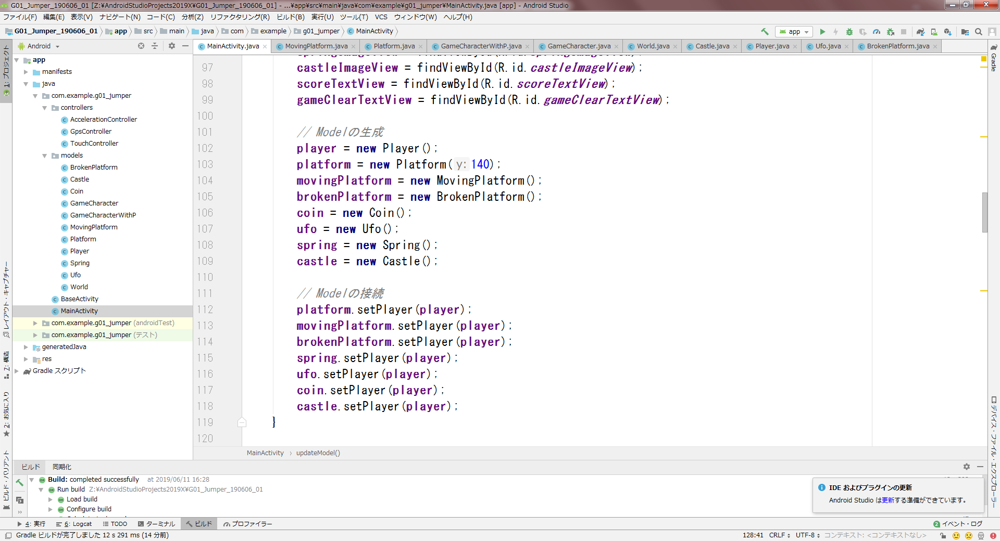 G01_Jumper_190606_01 [Z:¥AndroidStudioProjects2019X¥G01_Jumper_190606_01] - ...¥app¥src¥main¥java¥com¥example¥g01_jumper¥MainActivity.java [app] - Android Studio
ファイル(F) 編集(E) 表示(V) ナビゲート(N) コード(C) 分析(Z) リファクタリング(R) ビルド(B) 実行(U) ツール(T) VCS ウィンドウ(W) ヘルプ(H)
G01_Jumper_190606_01 app src main java com example g01_jumper MainActivity app
Android
MainActivity.java MovingPlatform.java Platform.java GameCharacterWithP.java GameCharacter.java World.java Castle.java Player.java Ufo.java BrokenPlatform.java
1: プロジェクト
レイアウト・キャプチャー
7: 構造
2: お気に入り
ビルド・バリアント
app
manifests
java
com.example.g01_jumper
controllers
AccelerationController
GpsController
TouchController
models
BrokenPlatform
Castle
Coin
GameCharacter
GameCharacterWithP
MovingPlatform
Platform
Player
Spring
Ufo
World
BaseActivity
MainActivity
com.example.g01_jumper (androidTest)
com.example.g01_jumper (テスト)
generatedJava
res
Gradle スクリプト
springImageView = findViewById(R.id.springImageView);
97 castleImageView = findViewById(R.id.castleImageView);
98 scoreTextView = findViewById(R.id.scoreTextView);
99 gameClearTextView = findViewById(R.id.gameClearTextView);
100
101 // Modelの生成
102 player = new Player();
103 platform = new Platform( y: 140);
104 movingPlatform = new MovingPlatform();
105 brokenPlatform = new BrokenPlatform();
106 coin = new Coin();
107 ufo = new Ufo();
108 spring = new Spring();
109 castle = new Castle();
110
111 // Modelの接続
112 platform.setPlayer(player);
113 movingPlatform.setPlayer(player);
114 brokenPlatform.setPlayer(player);
115 spring.setPlayer(player);
116 ufo.setPlayer(player);
117 coin.setPlayer(player);
118 castle.setPlayer(player);
119 }
120
MainActivity › updateModel()
Gradle
デバイス・ファイル・エクスプローラー
ビルド 同期化
Build: completed successfully at 2019/06/11 16:28
Run build Z:¥AndroidStudioProjects2019X¥G01_Jumper_190606_01
Load build
Configure build
IDE およびプラグインの更新
Android Studio は更新する準備ができています。
4: 実行 6: Logcat TODO ターミナル ビルド プロファイラー 2 イベント・ログ
Gradle ビルドが完了しました 12 s 291 ms (14 分前) 128:41 CRLF UTF-8 コンテキスト: <コンテキストなし>